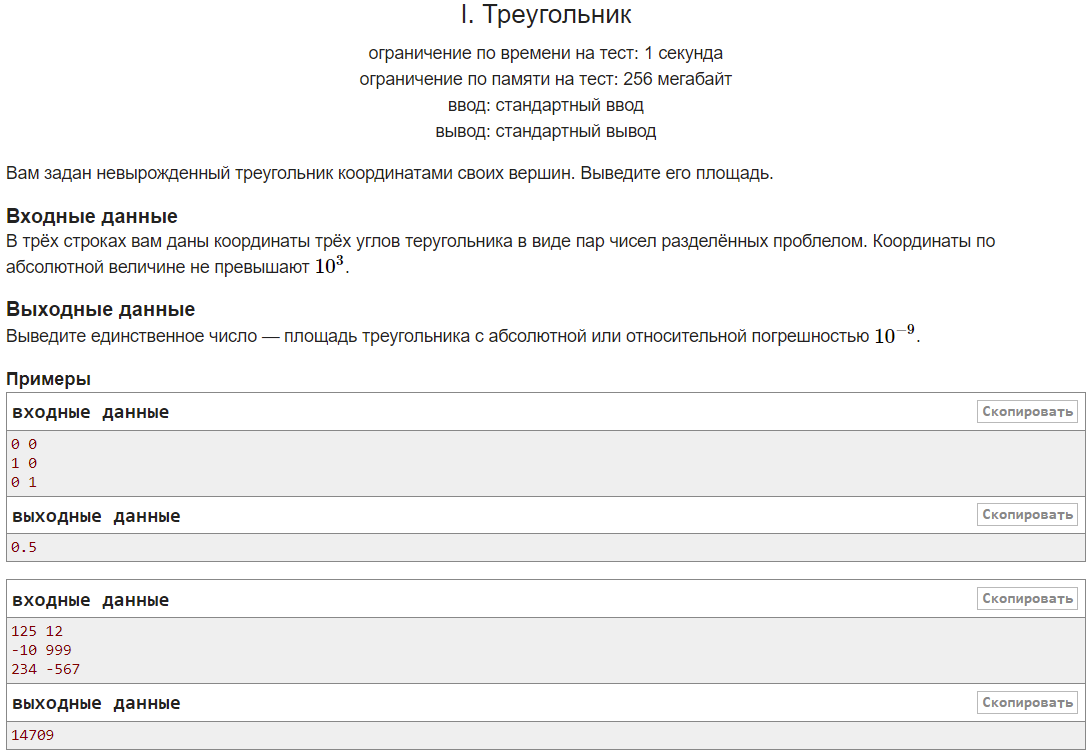 I. Треугольник
ограничение по времени на тест: 1 секунда
ограничение по памяти на тест: 256 мегабайт
ввод: стандартный ввод
вывод: стандартный вывод
Вам задан невырожденный треугольник координатами своих вершин. Выведите его площадь.
Входные данные
В трёх строках вам даны координаты трёх углов теругольника в виде пар чисел разделённых проблелом. Координаты по
абсолютной величине не превышают 10³.
Выходные данные
Выведите единственное число — площадь треугольника с абсолютной или относительной погрешностью 10⁻⁹.
Примеры
входные данные
Скопировать
0 0
1 0
0 1
выходные данные
Скопировать
0.5
входные данные
Скопировать
125 12
-10 999
234 -567
выходные данные
Скопировать
14709